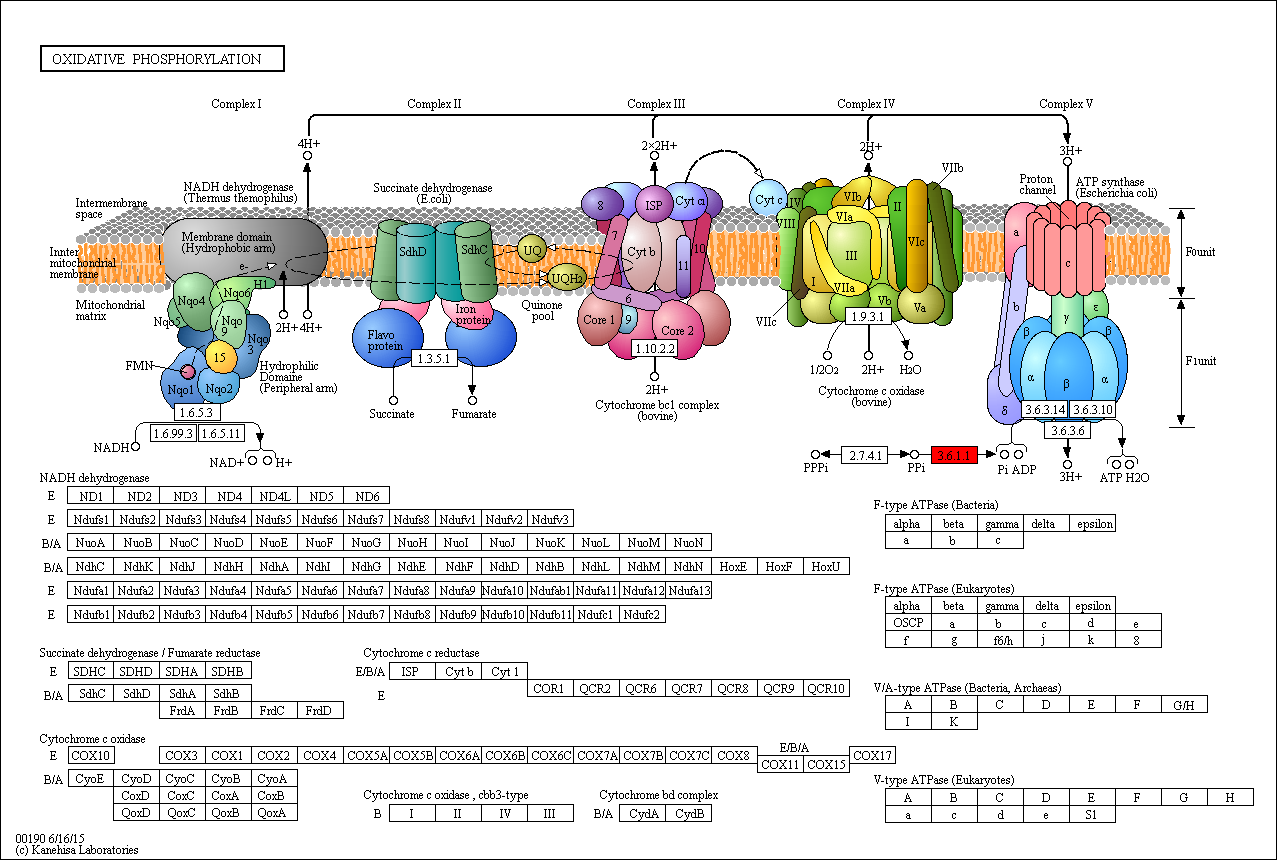 OXIDATIVE PHOSPHORYLATION
Complex I
Complex II
Complex III
Complex IV
Complex V
4H+
2×2H+
2H+
3H+
NADH dehydrogenase
(Thermus themophilus)
Succinate dehydrogenase
(E.coli)
Intermembrane
space
Innter
mitochondrial
membrane
Mitochondrial
matrix
Membrane domain
(Hydrophobic arm)
e-
H1
Nqo4
Nqo6
Nqo5
Nqo
9
Nqo
3
15
FMN
Nqo1
Nqo2
2H+
4H+
Hydrophilic
Domaine
(Peripheral arm)
1.6.5.3
1.6.99.3
1.6.5.11
NADH
NAD+
H+
SdhD
SdhC
Flavo
protein
Iron
protein
1.3.5.1
Succinate
Fumarate
UQ
UQH2
Quinone
pool
8
ISP
Cyt c1
7
Cyt b
10
11
6
Core 1
9
Core 2
1.10.2.2
2H+
Cytochrome bc1 complex
(bovine)
Cyt c
IV
VIb
VIIb
VIII
VIa
II
VIc
III
I
VIIa
VIIc
Vb
Va
1.9.3.1
1/2O2
2H+
H2O
Cytochrome c oxidase
(bovine)
Proton
channel
ATP synthase
(Escherichia coli)
a
c
b
γ
ε
β
β
α
β
α
δ
3.6.3.14
3.6.3.10
3.6.3.6
F0unit
F1unit
PPPi
2.7.4.1
PPi
3.6.1.1
Pi ADP
3H+
ATP H2O
NADH dehydrogenase
E ND1 ND2 ND3 ND4 ND4L ND5 ND6
E Ndufs1 Ndufs2 Ndufs3 Ndufs4 Ndufs5 Ndufs6 Ndufs7 Ndufs8 Ndufv1 Ndufv2 Ndufv3
B/A NuoA NuoB NuoC NuoD NuoE NuoF NuoG NuoH NuoI NuoJ NuoK NuoL NuoM NuoN
B/A NdhC NdhK NdhJ NdhH NdhA NdhI NdhG NdhE NdhF NdhD NdhB NdhL NdhM NdhN HoxE HoxF HoxU
E Ndufa1 Ndufa2 Ndufa3 Ndufa4 Ndufa5 Ndufa6 Ndufa7 Ndufa8 Ndufa9 Ndufa10 Ndufab1 Ndufa11 Ndufa12 Ndufa13
E Ndufb1 Ndufb2 Ndufb3 Ndufb4 Ndufb5 Ndufb6 Ndufb7 Ndufb8 Ndufb9 Ndufb10 Ndufb11 Ndufc1 Ndufc2
Succinate dehydrogenase / Fumarate reductase
E SDHC SDHD SDHA SDHB
B/A SdhC SdhD SdhA SdhB
FrdA FrdB FrdC FrdD
Cytochrome c reductase
E/B/A ISP Cyt b Cyt 1
E COR1 QCR2 QCR6 QCR7 QCR8 QCR9 QCR10
Cytochrome c oxidase
E COX10 COX3 COX1 COX2 COX4 COX5A COX5B COX6A COX6B COX6C COX7A COX7B COX7C COX8
E/B/A
COX11 COX15
COX17
B/A CyoE CyoD CyoC CyoB CyoA
CoxD CoxC CoxA CoxB
QoxD QoxC QoxB QoxA
Cytochrome c oxidase , cbb3-type
B I II IV III
Cytochrome bd complex
B/A CydA CydB
F-type ATPase (Bacteria)
alpha beta gamma delta epsilon
a b c
F-type ATPase (Eukaryotes)
alpha beta gamma delta epsilon
OSCP a b c d e
f g f6/h j k 8
V/A-type ATPase (Bacteria, Archaeas)
A B C D E F G/H
I K
V-type ATPase (Eukaryotes)
A B C D E F G H
a c d e S1
00190 6/16/15
(c) Kanehisa Laboratories